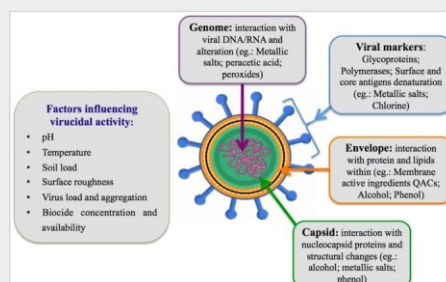 Genome: interaction with
viral DNA/RNA and
alteration (eg.: Metallic
salts; peracetic acid;
peroxides)
Viral markers:
Glycoproteins;
Polymerases; Surface and
core antigens denaturation
(eg.: Metallic salts;
Chlorine)
Factors influencing
virucidal activity:
• pH
• Temperature
• Soil load
• Surface roughness
• Virus load and aggregation
• Biocide concentration and
availability
Envelope: interaction
with protein and lipids
within (eg.: Membrane
active ingredients QACs;
Alcohol; Phenol)
Capsid: interaction with
nucleocapsid proteins and
structural changes (eg.:
alcohol; metallic salts;
phenol)